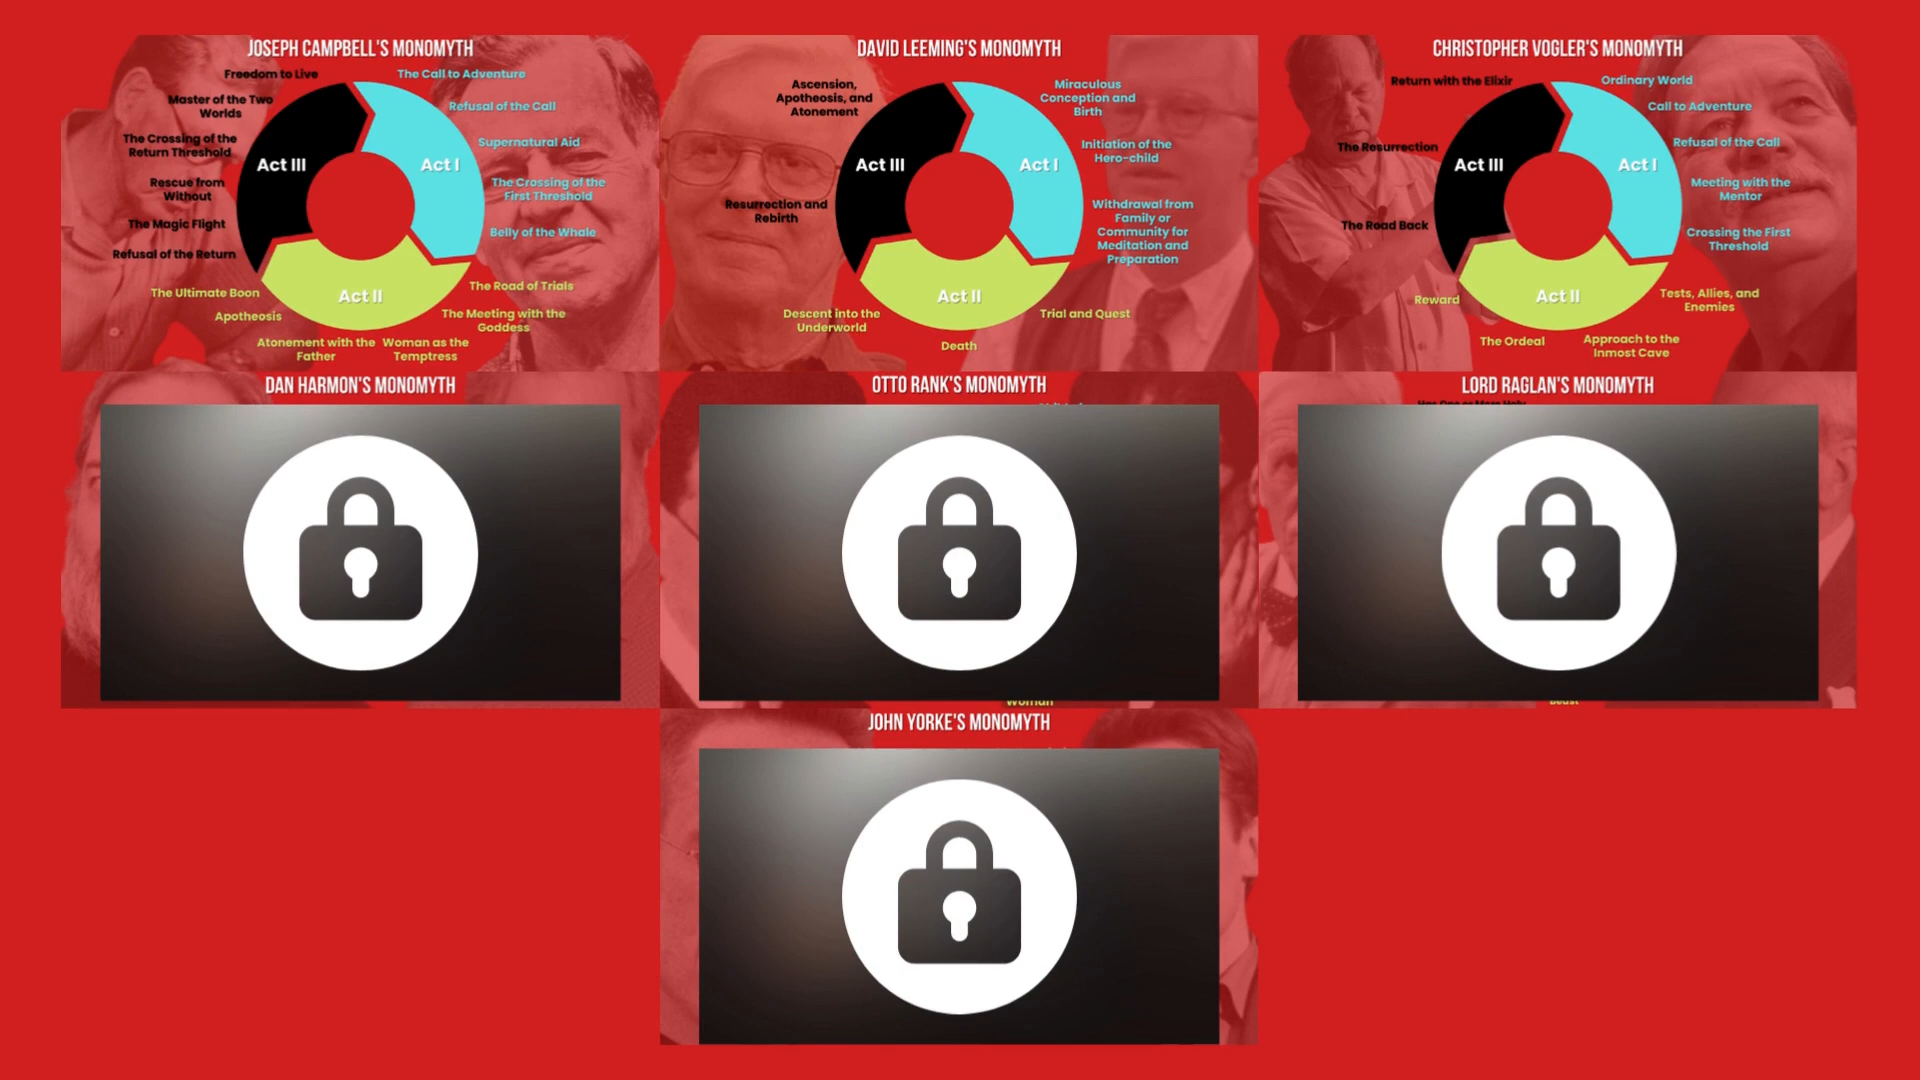 JOSEPH CAMPBELL'S MONOMYTH
Freedom to Live
The Call to Adventure
Master of the Two
Worlds
Refusal of the Call
The Crossing of the
Return Threshold
Supernatural Aid
Act III
Act I
Rescue from
Without
The Crossing of the
First Threshold
The Magic Flight
Belly of the Whale
Refusal of the Return
The Ultimate Boon
The Road of Trials
Act II
Apotheosis
The Meeting with the
Goddess
Atonement with the
Father
Woman as the
Temptress
DAVID LEEMING'S MONOMYTH
Ascension,
Apotheosis, and
Atonement
Miraculous
Conception and
Birth
Act III
Act I
Initiation of the
Hero-child
Resurrection and
Rebirth
Withdrawal from
Family or
Community for
Meditation and
Preparation
Act II
Descent into the
Underworld
Trial and Quest
Death
CHRISTOPHER VOGLER'S MONOMYTH
Return with the Elixir
Ordinary World
Call to Adventure
The Resurrection
Refusal of the Call
Act III
Act I
Meeting with the
Mentor
The Road Back
Crossing the First
Threshold
Act II
Reward
Tests, Allies, and
Enemies
The Ordeal
Approach to the
Inmost Cave
DAN HARMON'S MONOMYTH
OTTO RANK'S MONOMYTH
Woman
LORD RAGLAN'S MONOMYTH
Has One or More Holy
Beast
JOHN YORKE'S MONOMYTH